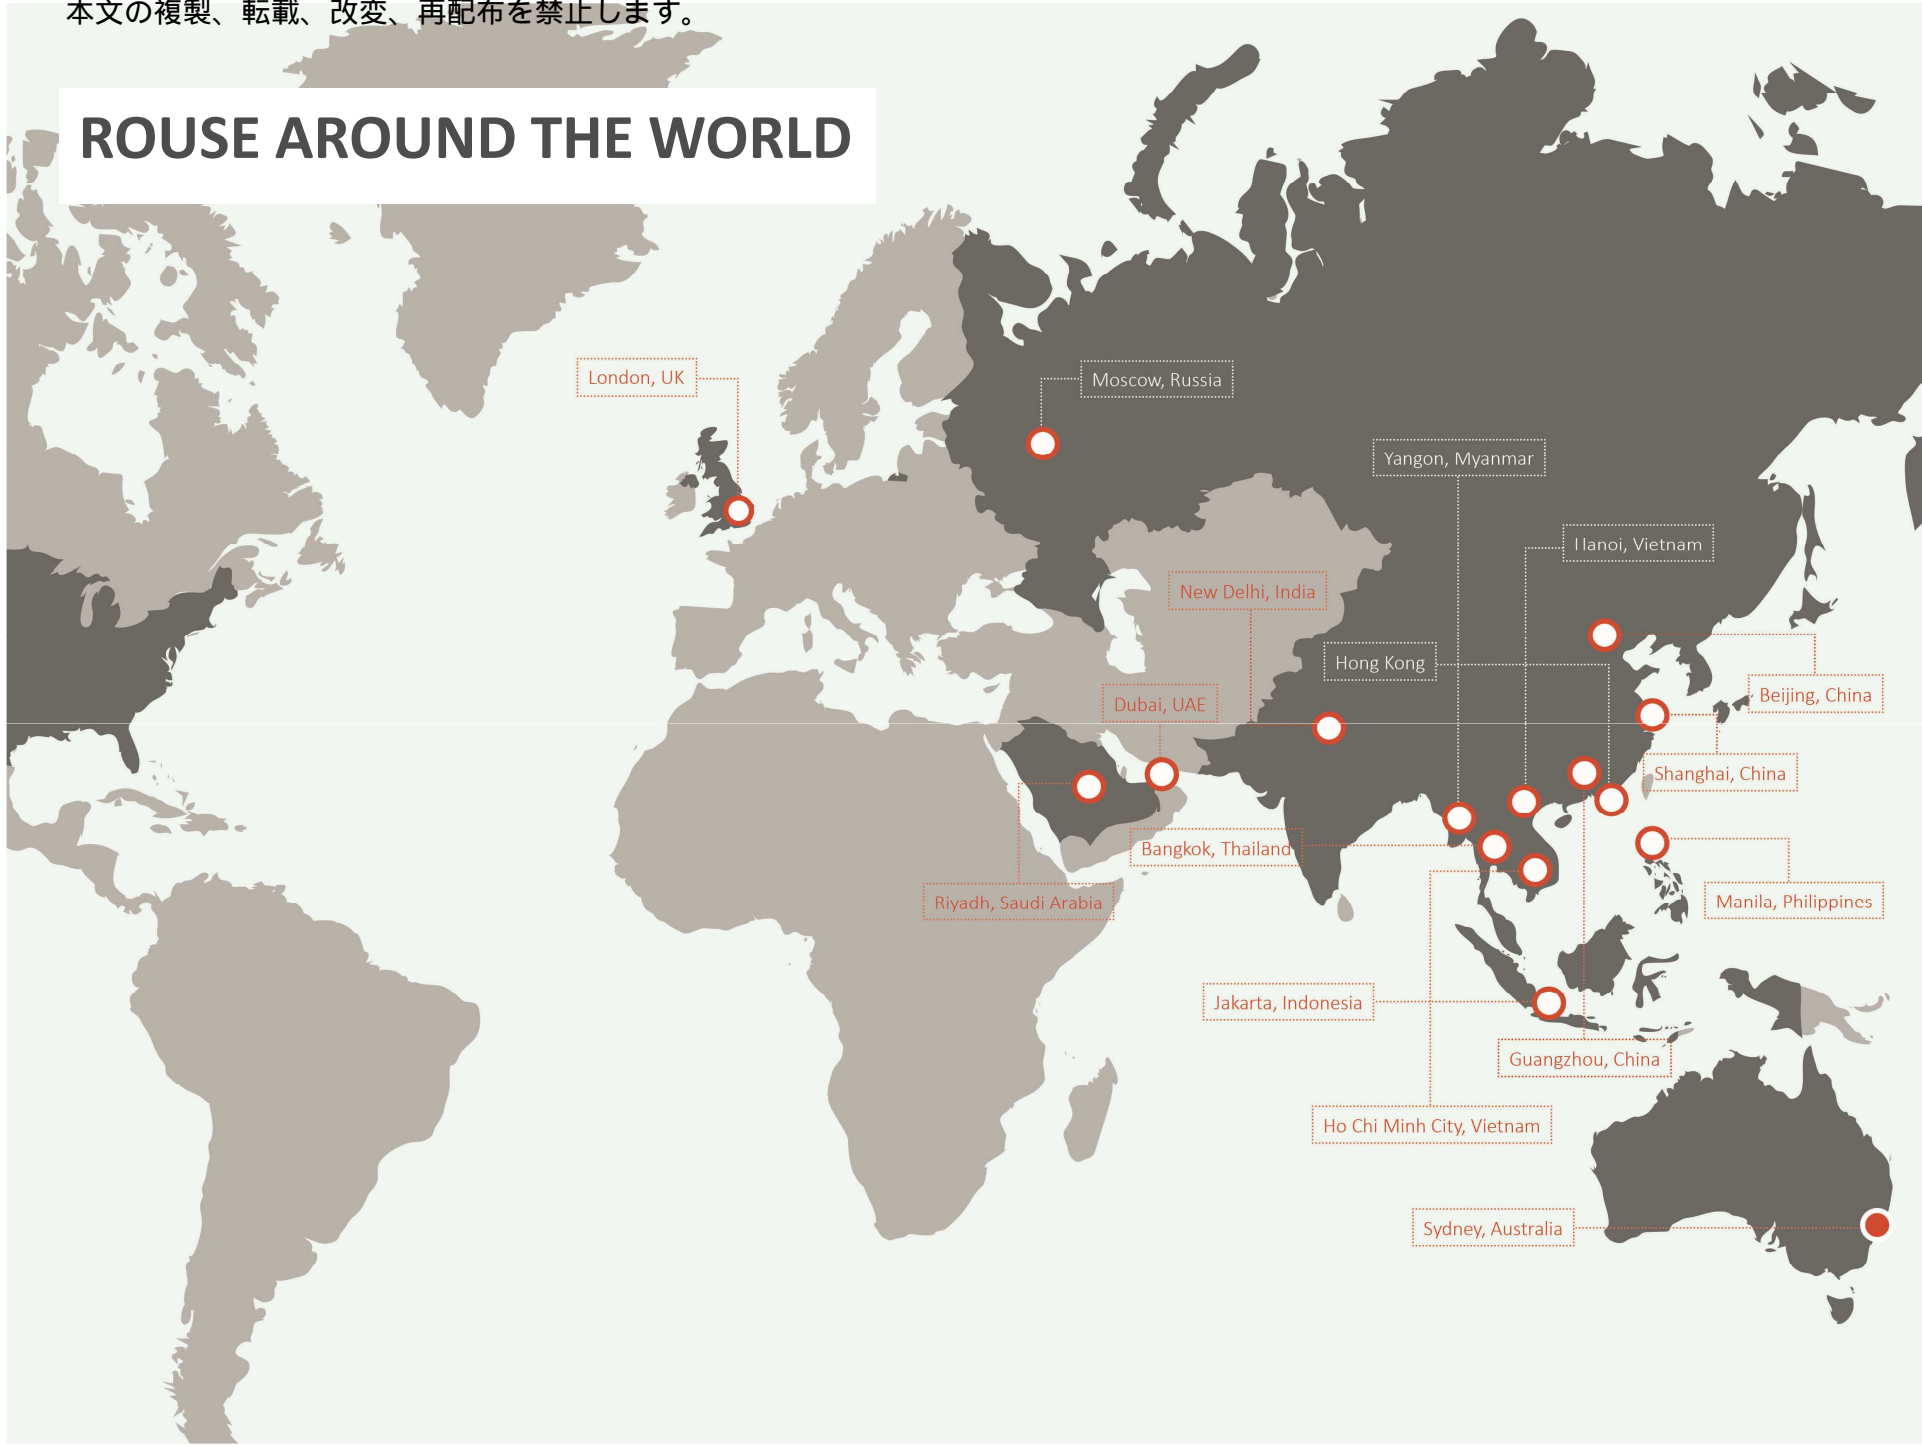 本文の複製、転載、改変、再配布を禁止します。
ROUSE AROUND THE WORLD
London, UK
Moscow, Russia
Yangon, Myanmar
Hanoi, Vietnam
New Delhi, India
Hong Kong
Beijing, China
Dubai, UAE
Shanghai, China
Bangkok, Thailand
Riyadh, Saudi Arabia
Manila, Philippines
Jakarta, Indonesia
Guangzhou, China
Ho Chi Minh City, Vietnam
Sydney, Australia